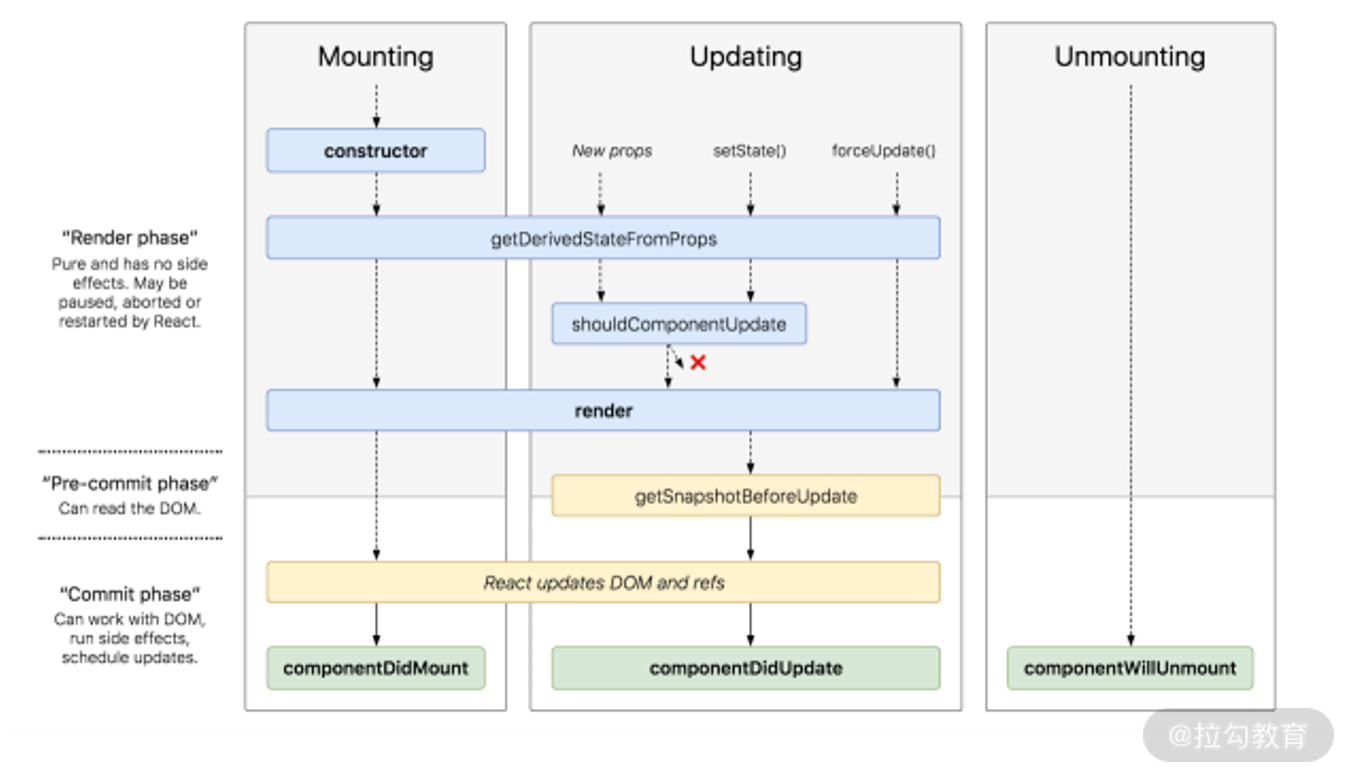 Mounting
Updating
Unmounting
constructor
New props
setState()
forceUpdate()
“Render phase”
Pure and has no side
effects. May be
paused, aborted or
restarted by React.
getDerivedStateFromProps
shouldComponentUpdate
render
“Pre-commit phase”
Can read the DOM.
getSnapshotBeforeUpdate
“Commit phase”
Can work with DOM,
run side effects,
schedule updates.
React updates DOM and refs
componentDidMount
componentDidUpdate
componentWillUnmount
@拉勾教育